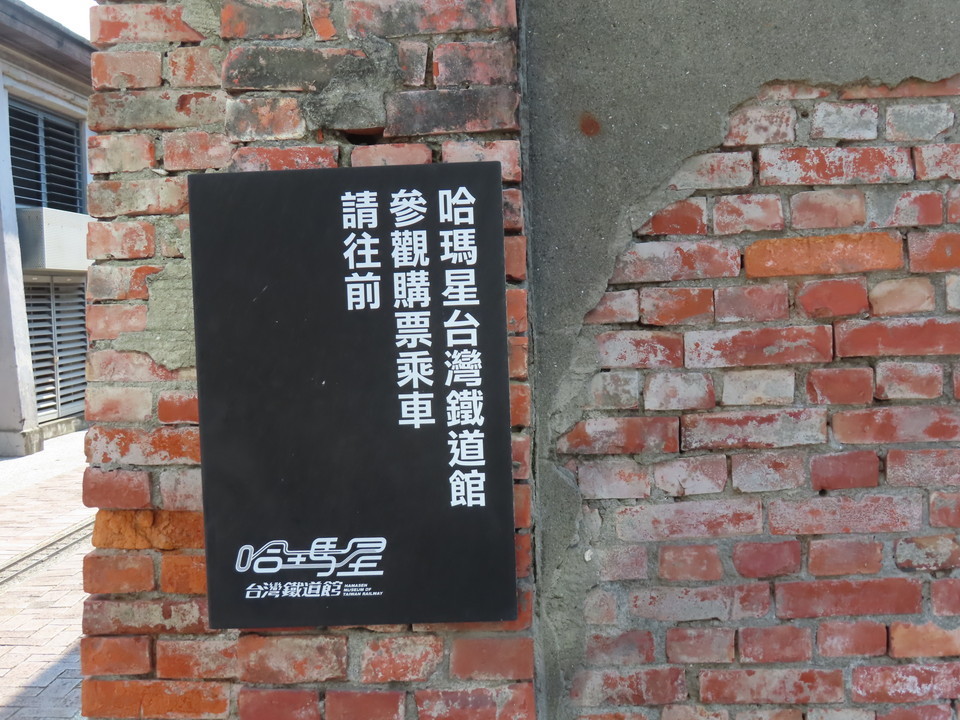 哈瑪星台灣鐵道館
參觀購票乘車
請往前
哈瑪星
台灣鐵道館
HAMASEN
MUSEUM OF
TAIWAN RAILWAY